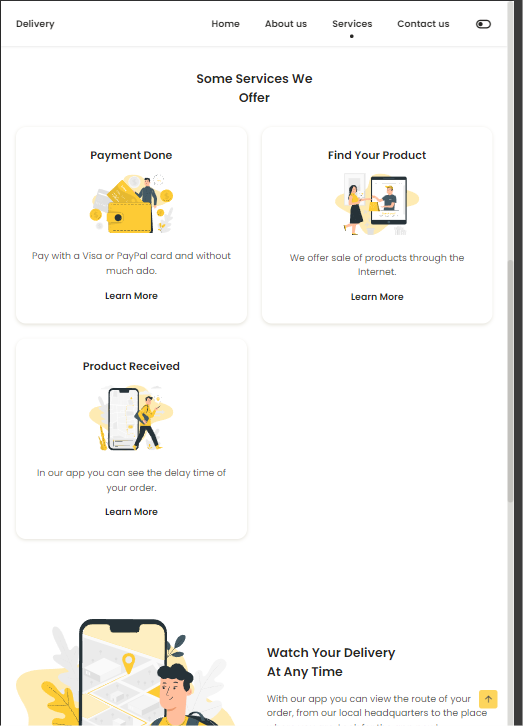 Delivery
Home
About us
Services
Contact us
Some Services We
Offer
Payment Done
Pay with a Visa or PayPal card and without
much ado.
Learn More
Find Your Product
We offer sale of products through the
Internet.
Learn More
Product Received
In our app you can see the delay time of
your order.
Learn More
Watch Your Delivery
At Any Time
With our app you can view the route of your
order, from our local headquarters to the place